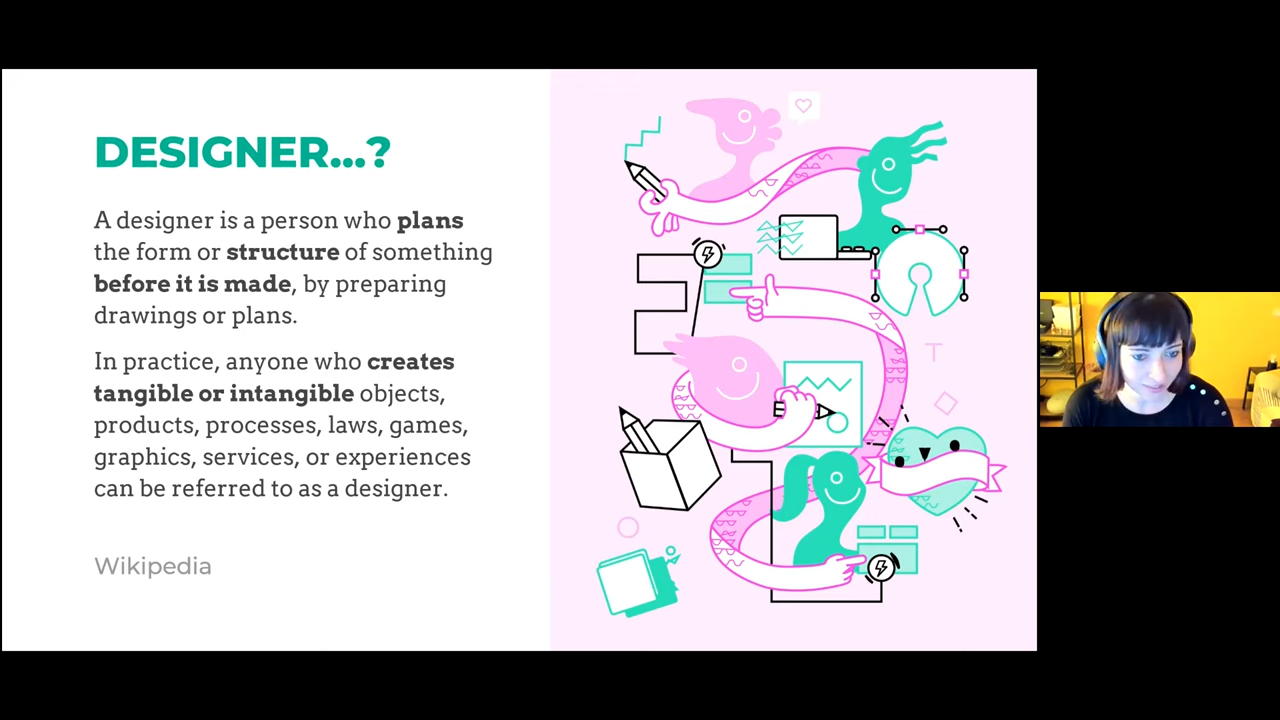 DESIGNER...?
A designer is a person who plans
the form or structure of something
before it is made, by preparing
drawings or plans.
In practice, anyone who creates
tangible or intangible objects,
products, processes, laws, games,
graphics, services, or experiences
can be referred to as a designer.
Wikipedia
T